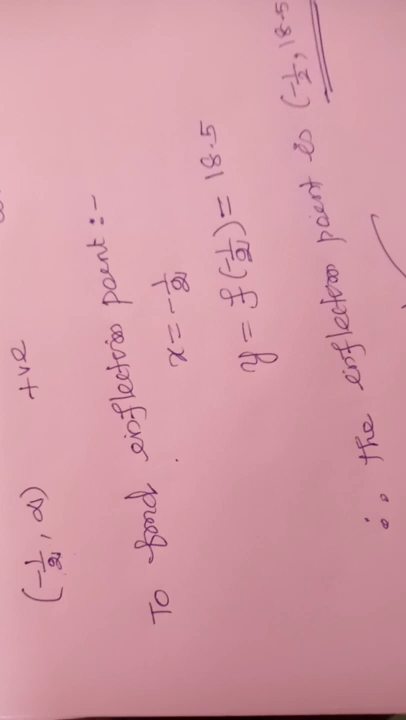 (-1/2, ∞) +ve
To find inflection point :-
x = -1/2
y = f(-1/2) = 18.5
∴ the inflection point is (-1/2, 18.5